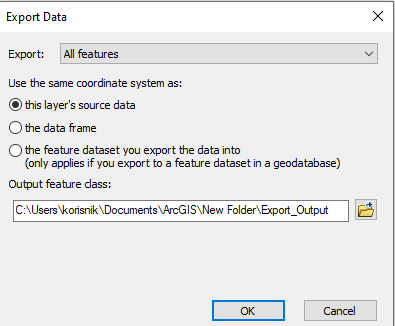 Export Data
Export: All features
Use the same coordinate system as:
this layer's source data
the data frame
the feature dataset you export the data into
(only applies if you export to a feature dataset in a geodatabase)
Output feature class:
C:\Users\korisnik\Documents\ArcGIS\New Folder\Export_Output
OK Cancel